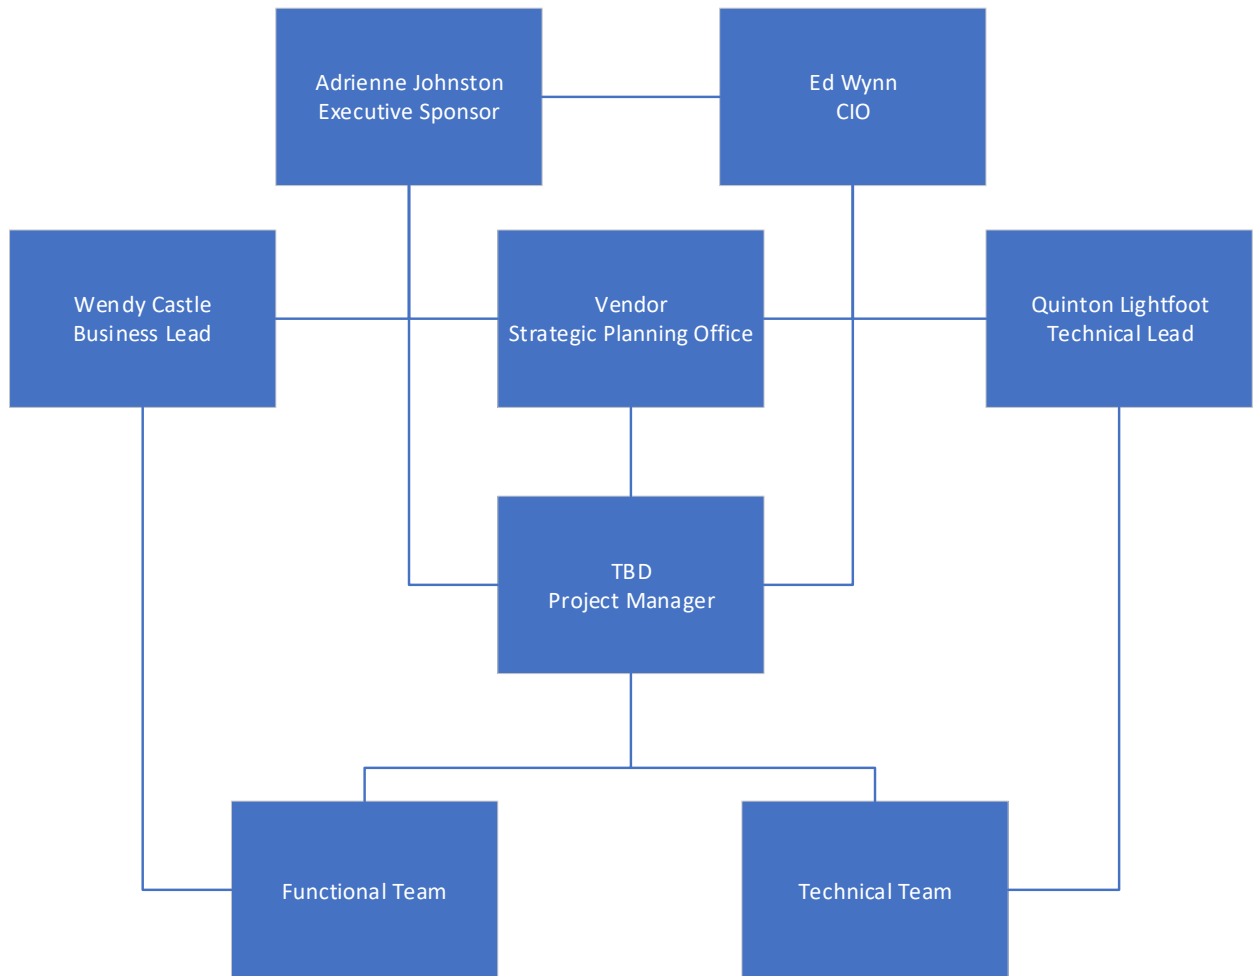 Adrienne Johnston
Executive Sponsor
Ed Wynn
CIO
Wendy Castle
Business Lead
Vendor
Strategic Planning Office
Quinton Lightfoot
Technical Lead
TBD
Project Manager
Functional Team
Technical Team